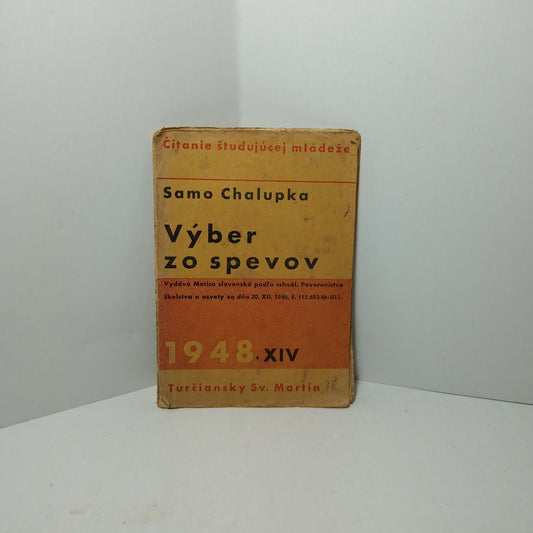 Čítanie študujúcej mládeže
Samo Chalupka
Výber
zo spevov
Vydáva Matica slovenská podľa schvál. Povereníctva
školstva a osvety zo dňa 20. XII. 1946, č. 115.653/46-III/1.
1948. XIV
Turčiansky Sv. Martin